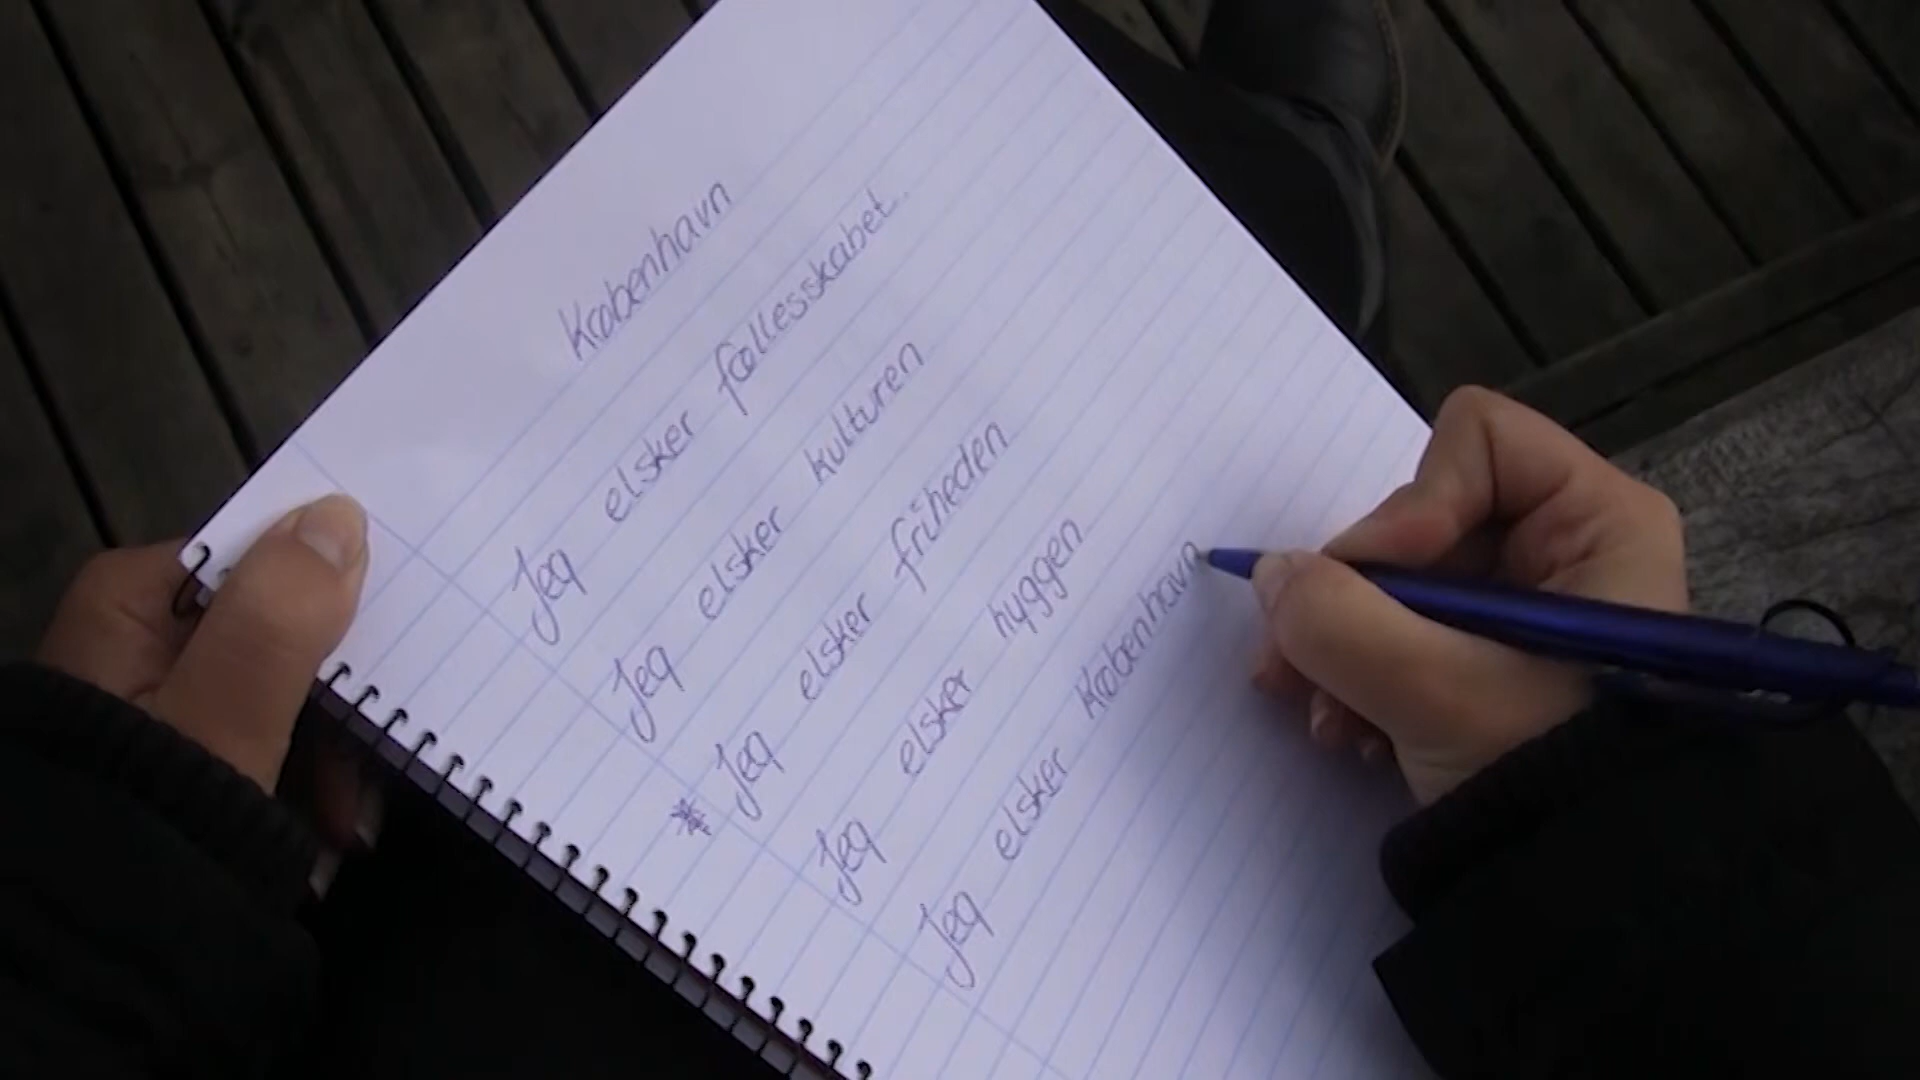 København
Jeg elsker fællesskabet.
Jeg elsker kulturen
* Jeg elsker friheden
Jeg elsker hyggen
Jeg elsker København